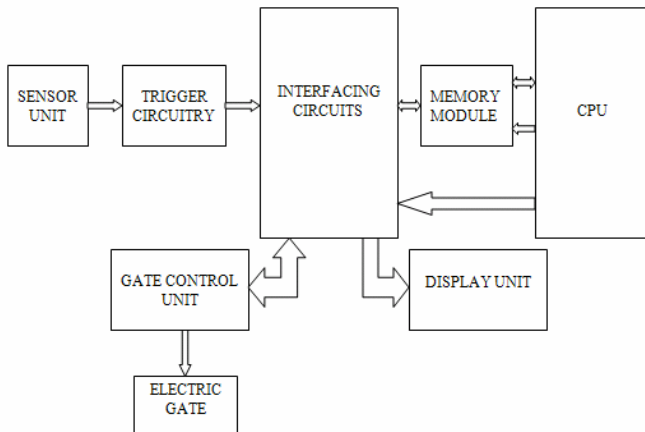 SENSOR
UNIT
TRIGGER
CIRCUITRY
INTERFACING
CIRCUITS
MEMORY
MODULE
CPU
GATE CONTROL
UNIT
DISPLAY UNIT
ELECTRIC
GATE